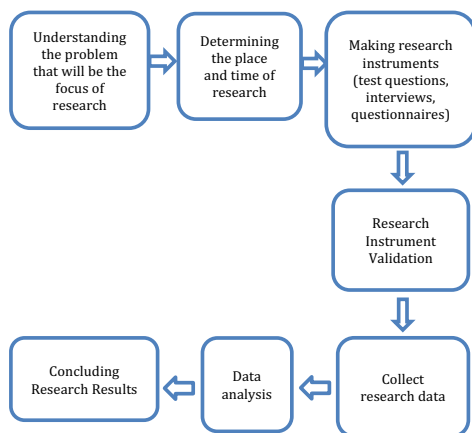 Understanding
the problem
that will be the
focus of
research
Determining
the place
and time of
research
Making research
instruments
(test questions,
interviews,
questionnaires)
Research
Instrument
Validation
Collect
research data
Data
analysis
Concluding
Research Results